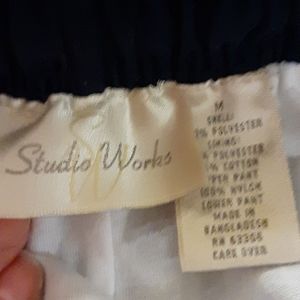 Studio Works
M
SHELL:
% POLYESTER
LINING:
% POLYESTER
% COTTON
UPPER PANT
100% NYLON
LOWER PANT
MADE IN
BANGLADESH
RN 63305
CARE OVER